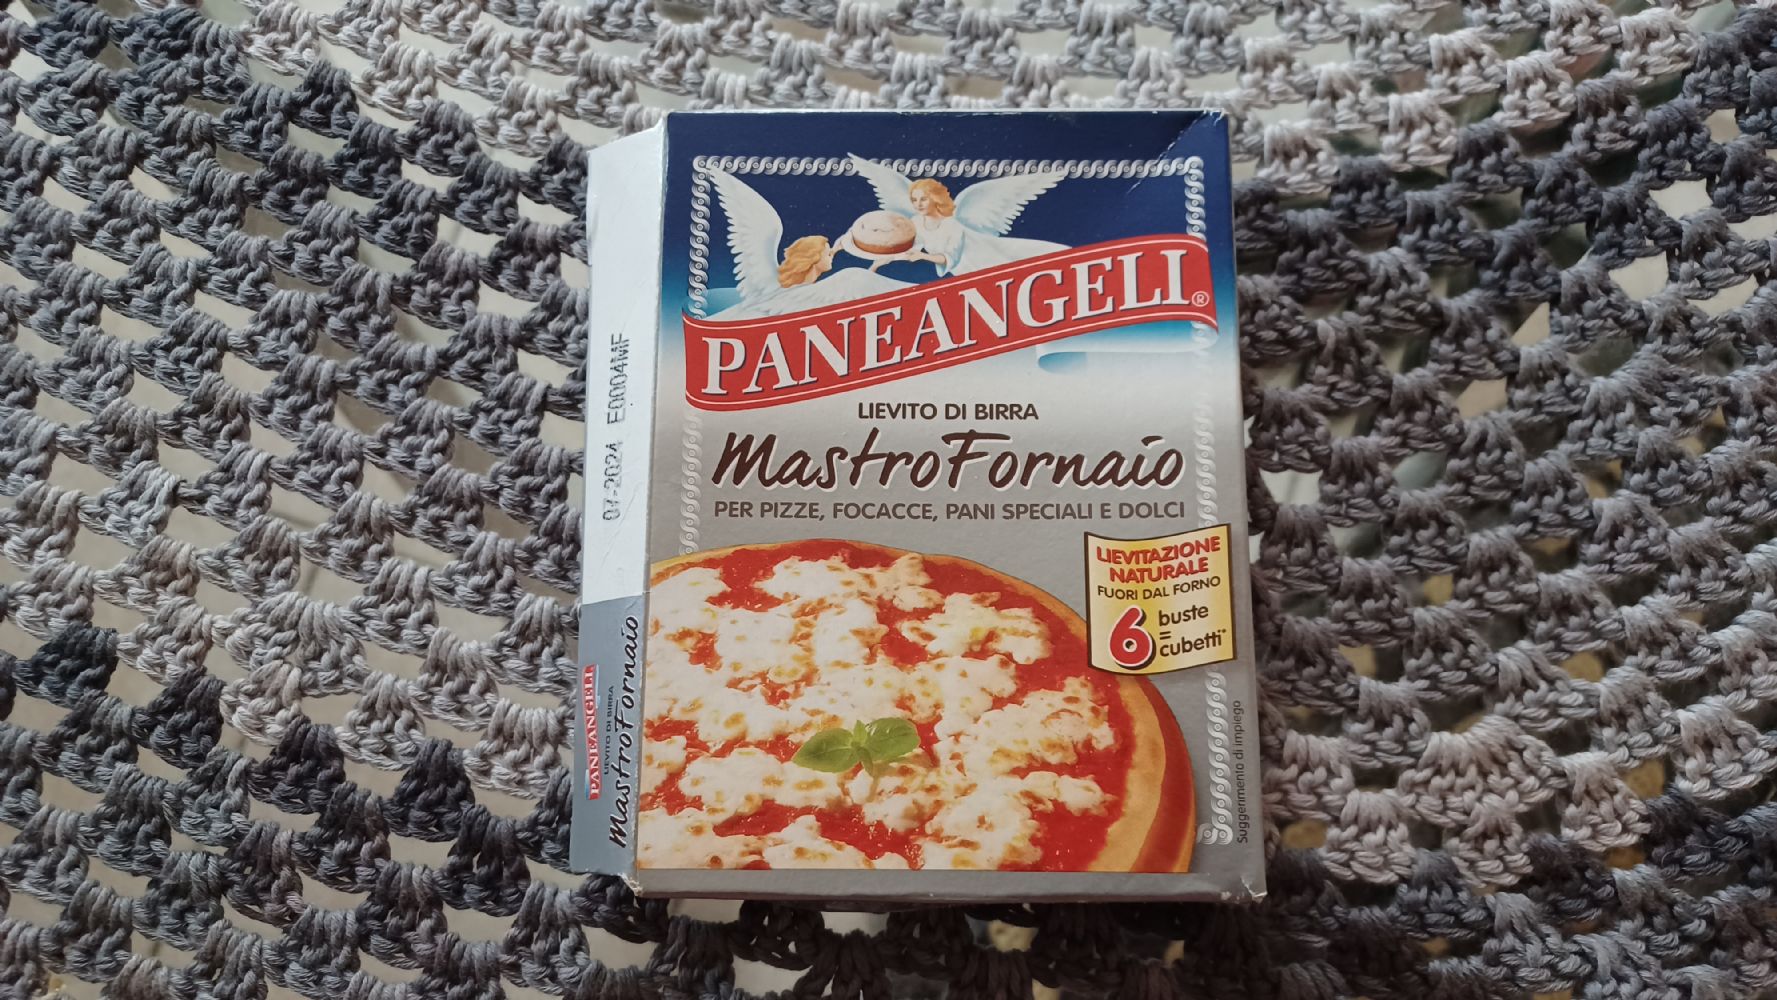 PANEANGELI®
LIEVITO DI BIRRA
MastroFornaio
PER PIZZE, FOCACCE, PANI SPECIALI E DOLCI
LIEVITAZIONE
NATURALE
FUORI DAL FORNO
6 buste
=
cubetti*
Suggerimento di impiego
07-2024 E0004MF
PANEANGELI
LIEVITO DI BIRRA
MastroFornaio